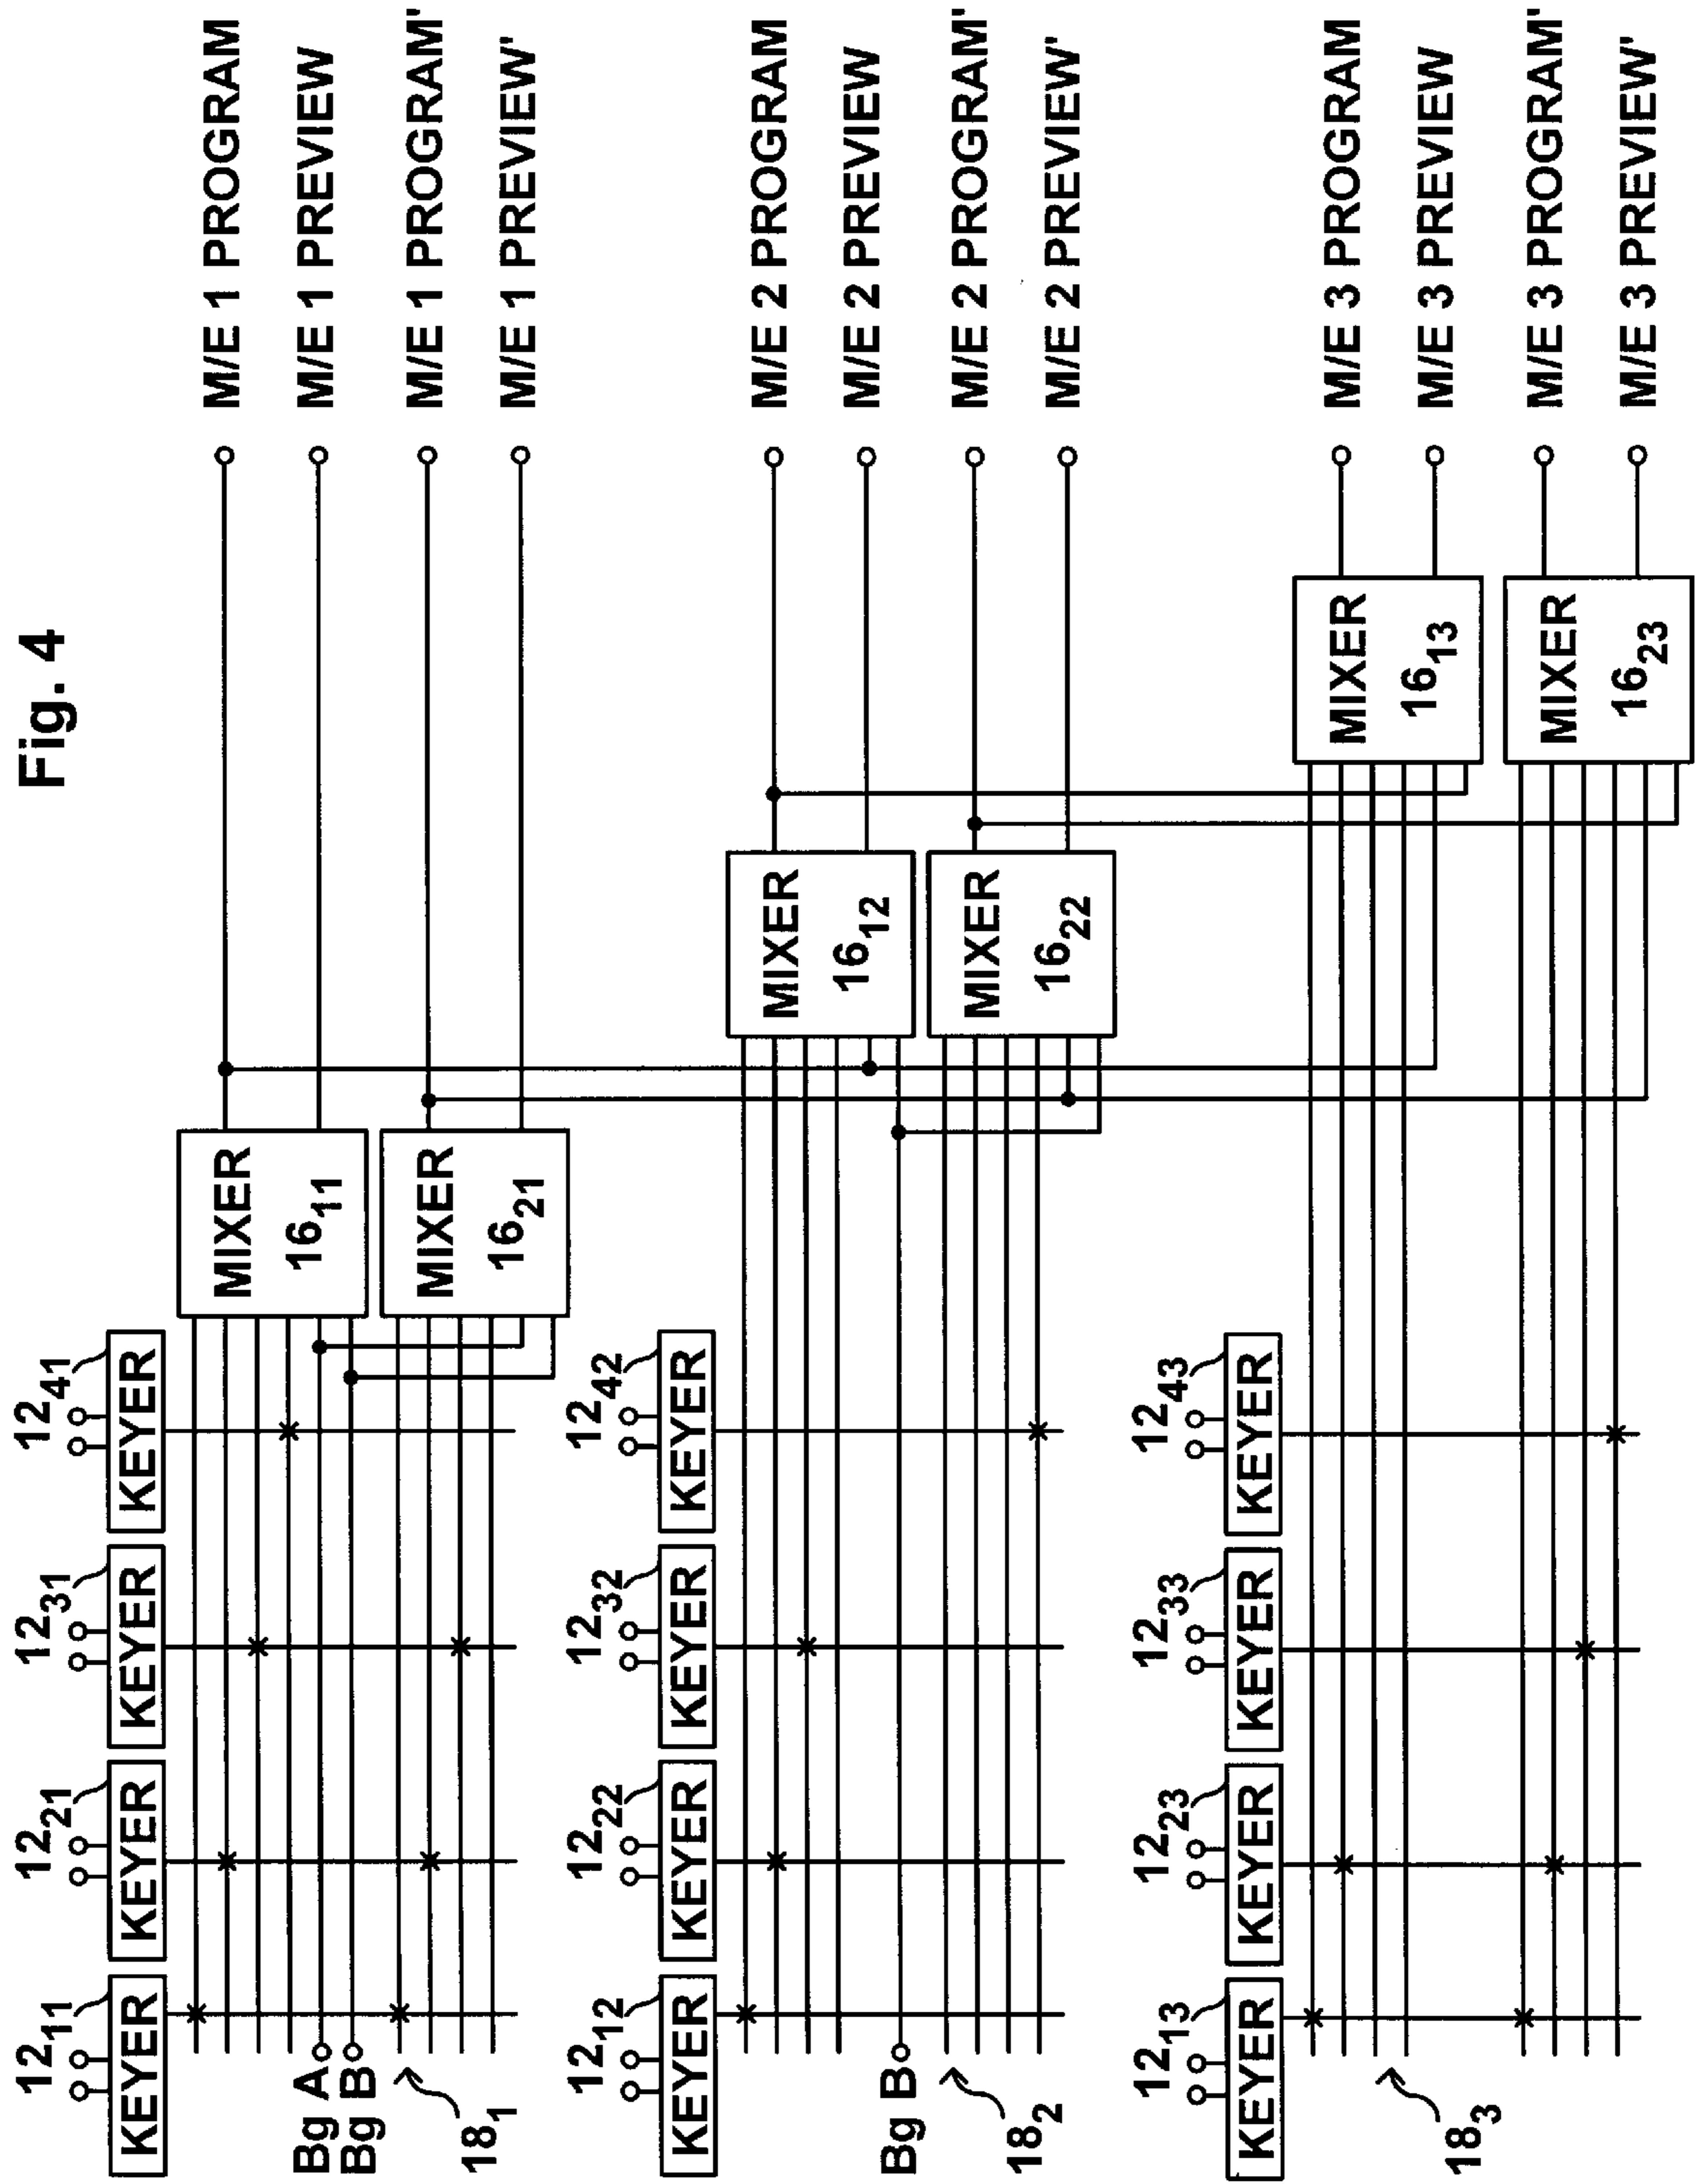 Fig. 4
12₁₁
12₂₁
12₃₁
12₄₁
KEYER
KEYER
KEYER
KEYER
Bg A
Bg B
18₁
MIXER
16₁₁
MIXER
16₂₁
M/E 1 PROGRAM
M/E 1 PREVIEW
M/E 1 PROGRAM'
M/E 1 PREVIEW'
12₁₂
12₂₂
12₃₂
12₄₂
KEYER
KEYER
KEYER
KEYER
Bg B
18₂
MIXER
16₁₂
MIXER
16₂₂
M/E 2 PROGRAM
M/E 2 PREVIEW
M/E 2 PROGRAM'
M/E 2 PREVIEW'
12₁₃
12₂₃
12₃₃
12₄₃
KEYER
KEYER
KEYER
KEYER
18₃
MIXER
16₁₃
MIXER
16₂₃
M/E 3 PROGRAM
M/E 3 PREVIEW
M/E 3 PROGRAM'
M/E 3 PREVIEW'